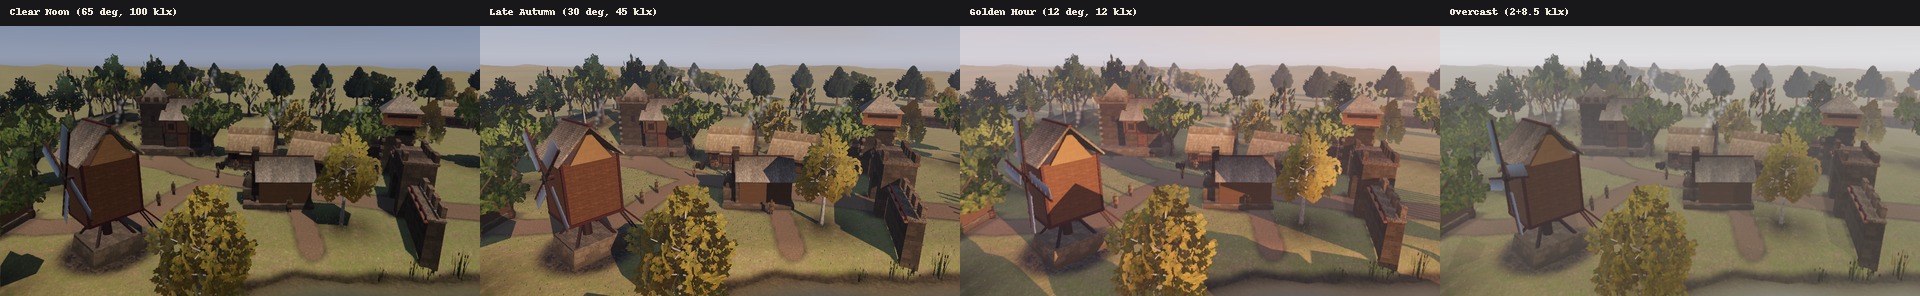 Clear Noon (65 deg, 100 klx)
Late Autumn (30 deg, 45 klx)
Golden Hour (12 deg, 12 klx)
Overcast (2+8.5 klx)